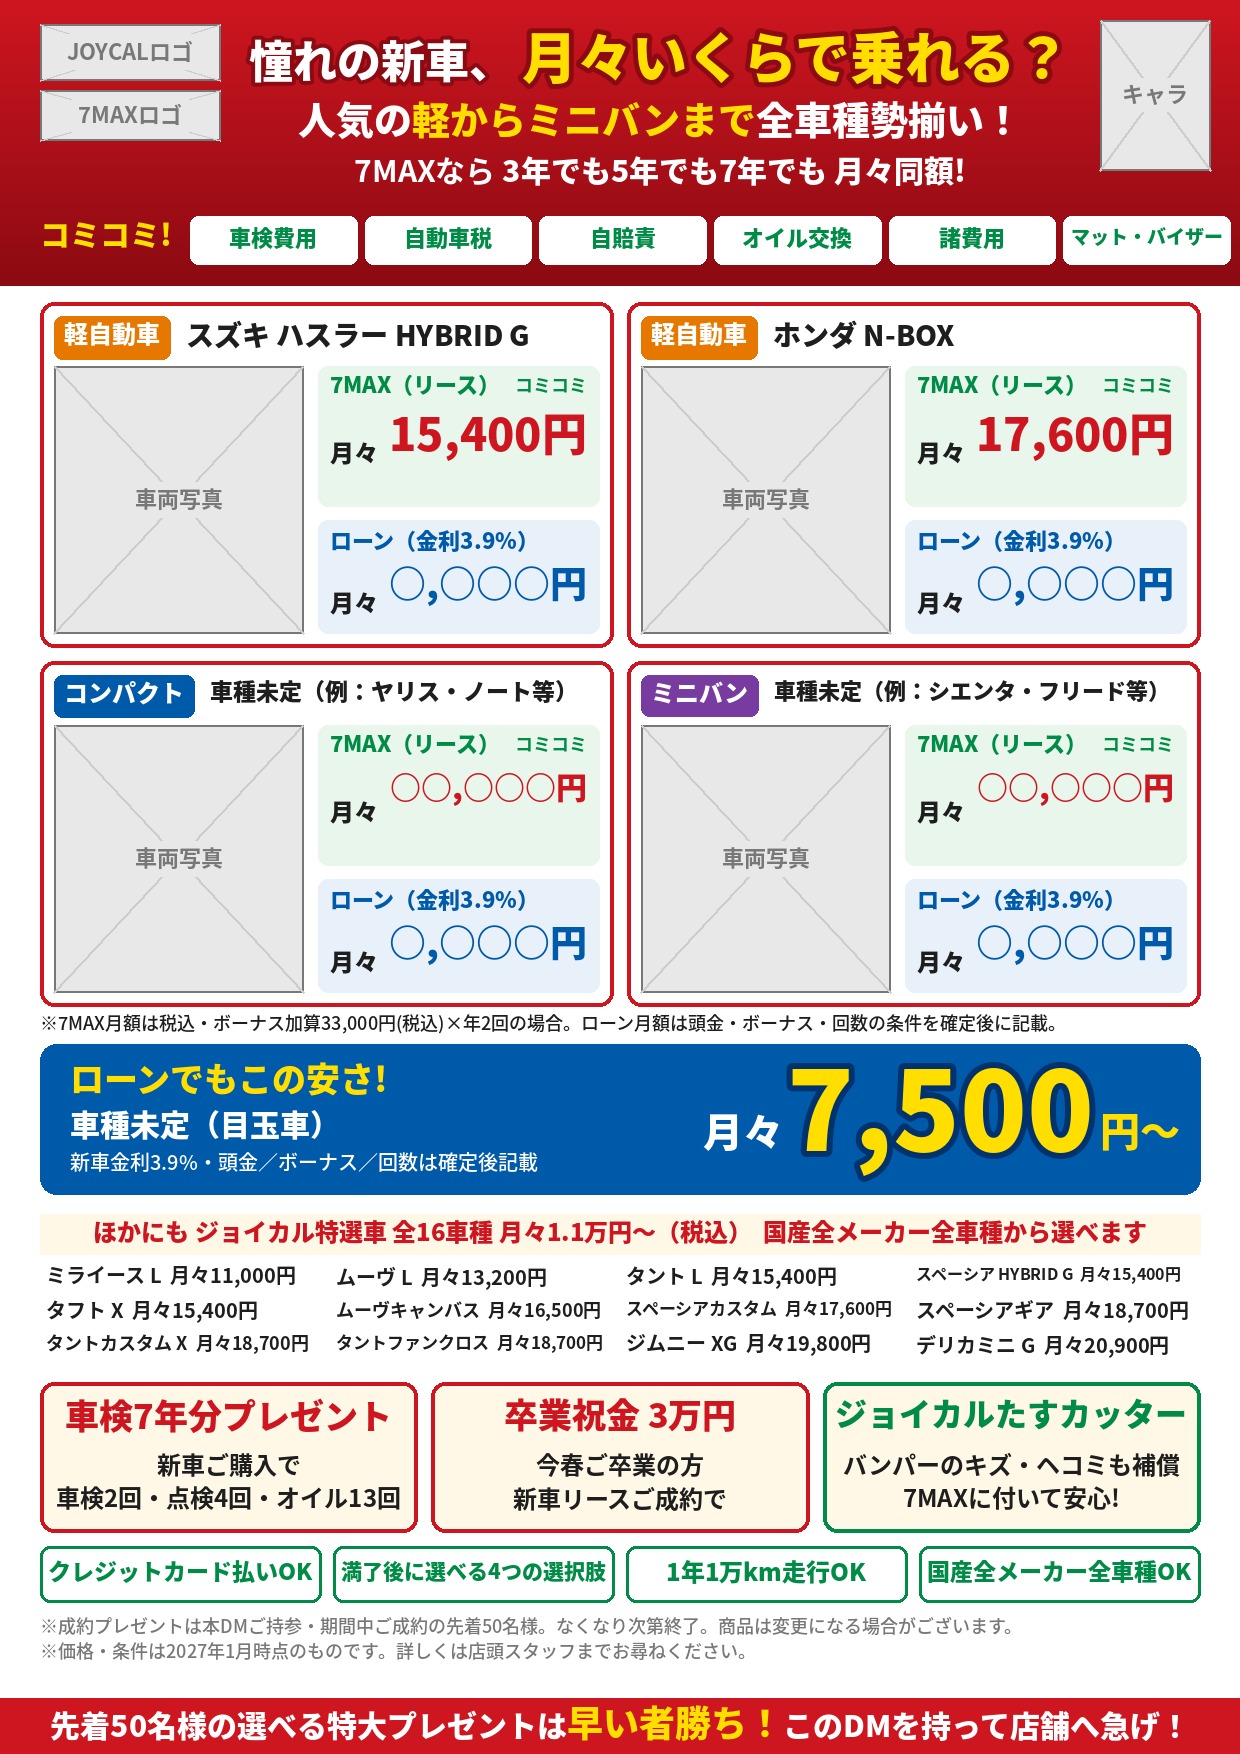 JOYCALロゴ
7MAXロゴ
憧れの新車、月々いくらで乗れる？
キャラ
人気の軽からミニバンまで全車種勢揃い！
7MAXなら 3年でも5年でも7年でも 月々同額!
コミコミ! 車検費用 自動車税 自賠責 オイル交換 諸費用 マット・バイザー
軽自動車 スズキ ハスラー HYBRID G
車両写真
7MAX（リース） コミコミ
月々 15,400円
ローン（金利3.9%）
月々 〇,〇〇〇円
軽自動車 ホンダ N-BOX
車両写真
7MAX（リース） コミコミ
月々 17,600円
ローン（金利3.9%）
月々 〇,〇〇〇円
コンパクト 車種未定（例：ヤリス・ノート等）
車両写真
7MAX（リース） コミコミ
月々 〇〇,〇〇〇円
ローン（金利3.9%）
月々 〇,〇〇〇円
ミニバン 車種未定（例：シエンタ・フリード等）
車両写真
7MAX（リース） コミコミ
月々 〇〇,〇〇〇円
ローン（金利3.9%）
月々 〇,〇〇〇円
※7MAX月額は税込・ボーナス加算33,000円(税込)×年2回の場合。ローン月額は頭金・ボーナス・回数の条件を確定後に記載。
ローンでもこの安さ!
車種未定（目玉車）
新車金利3.9%・頭金／ボーナス／回数は確定後記載
月々 7,500円～
ほかにも ジョイカル特選車 全16車種 月々1.1万円～（税込） 国産全メーカー全車種から選べます
ミライース L 月々11,000円 ムーヴ L 月々13,200円 タント L 月々15,400円 スペーシア HYBRID G 月々15,400円
タフト X 月々15,400円 ムーヴキャンバス 月々16,500円 スペーシアカスタム 月々17,600円 スペーシアギア 月々18,700円
タントカスタム X 月々18,700円 タントファンクロス 月々18,700円 ジムニー XG 月々19,800円 デリカミニ G 月々20,900円
車検7年分プレゼント
新車ご購入で
車検2回・点検4回・オイル13回
卒業祝金 3万円
今春ご卒業の方
新車リースご成約で
ジョイカルたすカッター
バンパーのキズ・ヘコミも補償
7MAXに付いて安心!
クレジットカード払いOK 満了後に選べる4つの選択肢 1年1万km走行OK 国産全メーカー全車種OK
※成約プレゼントは本DMご持参・期間中ご成約の先着50名様。なくなり次第終了。商品は変更になる場合がございます。
※価格・条件は2027年1月時点のものです。詳しくは店頭スタッフまでお尋ねください。
先着50名様の選べる特大プレゼントは早い者勝ち！このDMを持って店舗へ急げ！